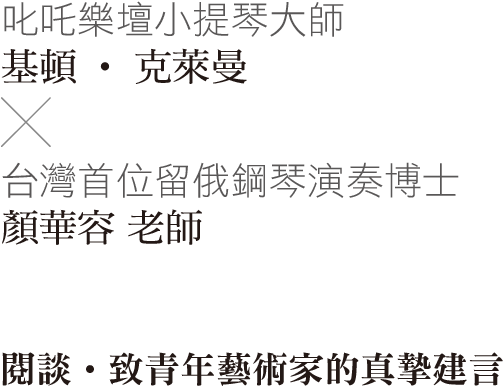 叱吒樂壇小提琴大師
基頓 · 克萊曼
×
台灣首位留俄鋼琴演奏博士
顏華容 老師
閱談·致青年藝術家的真摯建言